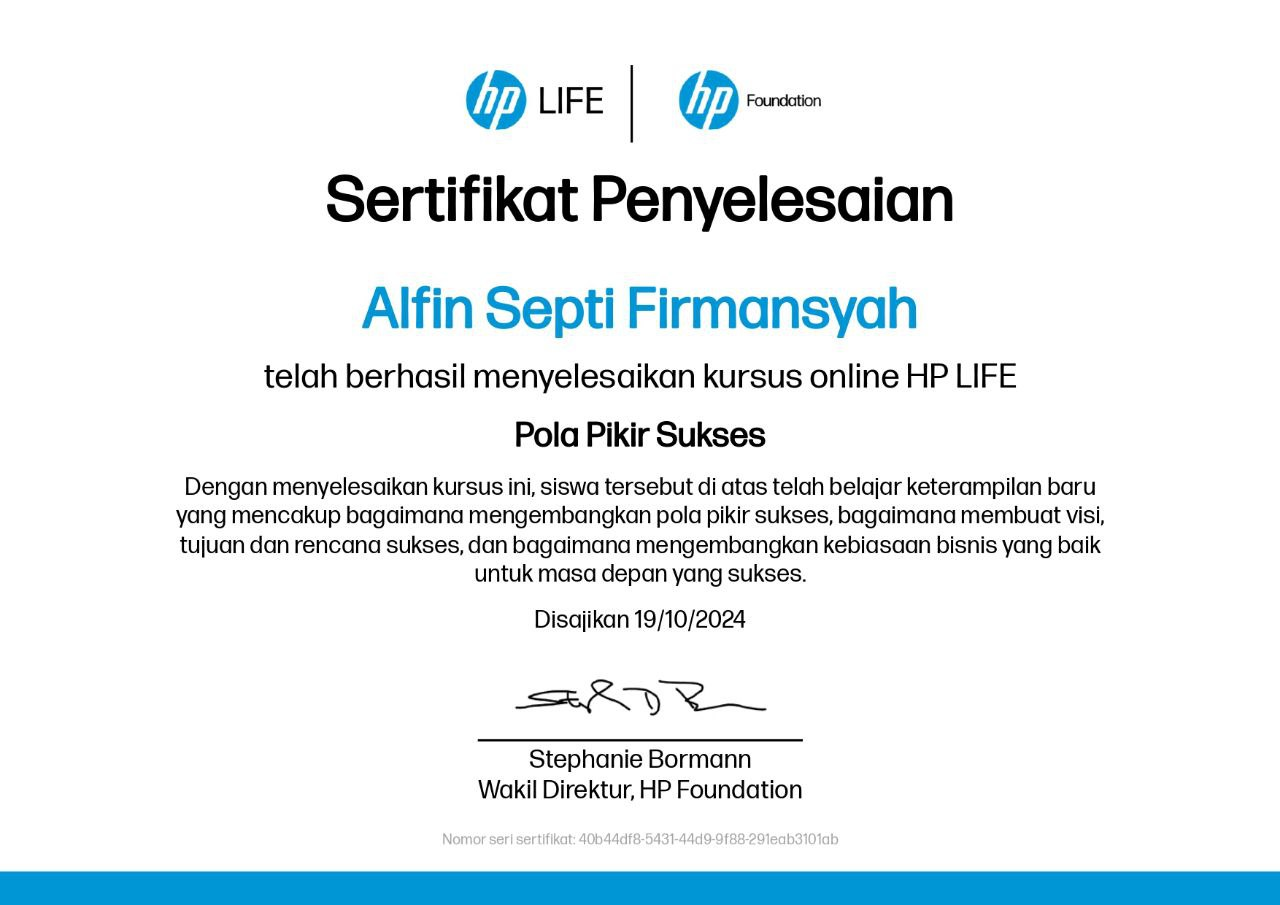 hp LIFE | hp Foundation
Sertifikat Penyelesaian
Alfin Septi Firmansyah
telah berhasil menyelesaikan kursus online HP LIFE
Pola Pikir Sukses
Dengan menyelesaikan kursus ini, siswa tersebut di atas telah belajar keterampilan baru
yang mencakup bagaimana mengembangkan pola pikir sukses, bagaimana membuat visi,
tujuan dan rencana sukses, dan bagaimana mengembangkan kebiasaan bisnis yang baik
untuk masa depan yang sukses.
Disajikan 19/10/2024
Stephanie Bormann
Wakil Direktur, HP Foundation
Nomor seri sertifikat: 40b44df8-5431-44d9-9f88-291eab3101ab